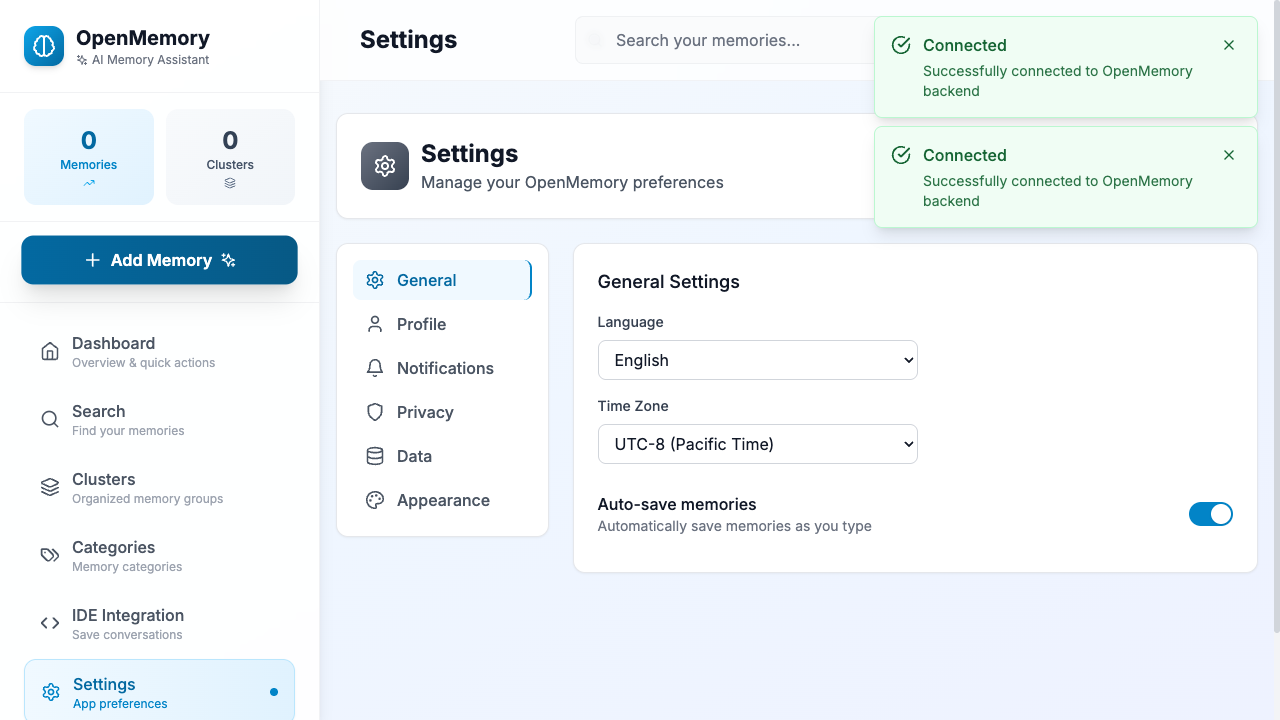 OpenMemory
AI Memory Assistant
0
Memories
0
Clusters
Add Memory
Dashboard
Overview & quick actions
Search
Find your memories
Clusters
Organized memory groups
Categories
Memory categories
IDE Integration
Save conversations
Settings
App preferences
Settings
Search your memories...
Connected
Successfully connected to OpenMemory
backend
Connected
Successfully connected to OpenMemory
backend
Settings
Manage your OpenMemory preferences
General
Profile
Notifications
Privacy
Data
Appearance
General Settings
Language
English
Time Zone
UTC-8 (Pacific Time)
Auto-save memories
Automatically save memories as you type